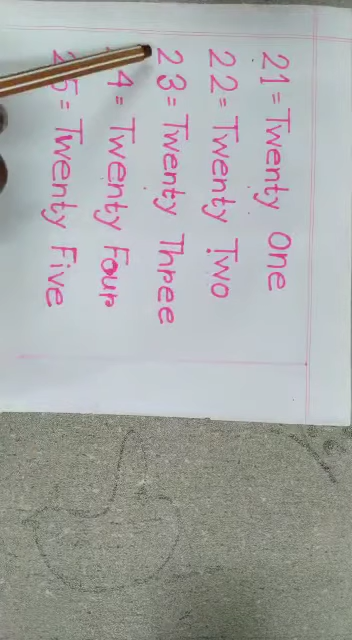 21 = Twenty One
22 = Twenty Two
23 = Twenty Three
4 = Twenty Four
25 = Twenty Five